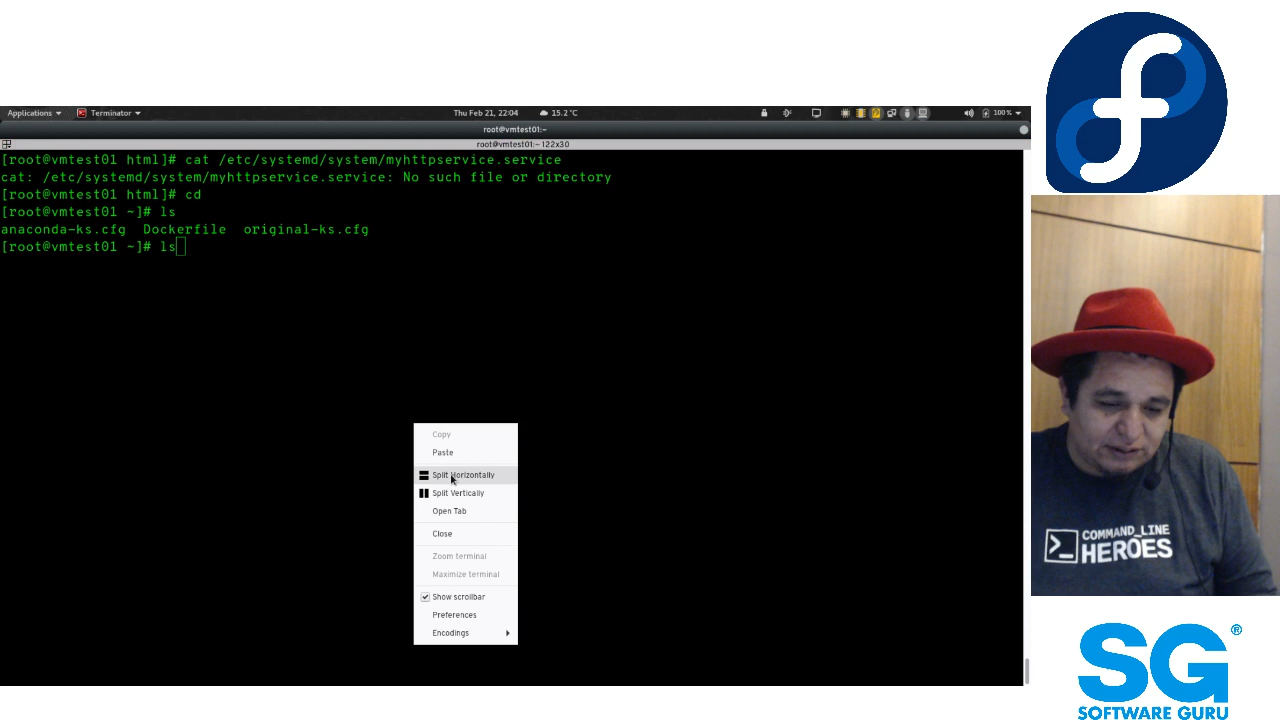 Applications
Terminator
Thu Feb 21, 22:04
15.2 °C
100 %
root@vmtest01:~
root@vmtest01:~ 122x30
[root@vmtest01 html]# cat /etc/systemd/system/myhttpservice.service
cat: /etc/systemd/system/myhttpservice.service: No such file or directory
[root@vmtest01 html]# cd
[root@vmtest01 ~]# ls
anaconda-ks.cfg  Dockerfile  original-ks.cfg
[root@vmtest01 ~]# ls
Copy
Paste
Split Horizontally
Split Vertically
Open Tab
Close
Zoom terminal
Maximize terminal
Show scrollbar
Preferences
Encodings
>_ COMMAND_LINE
HEROES
SG®
SOFTWARE GURU